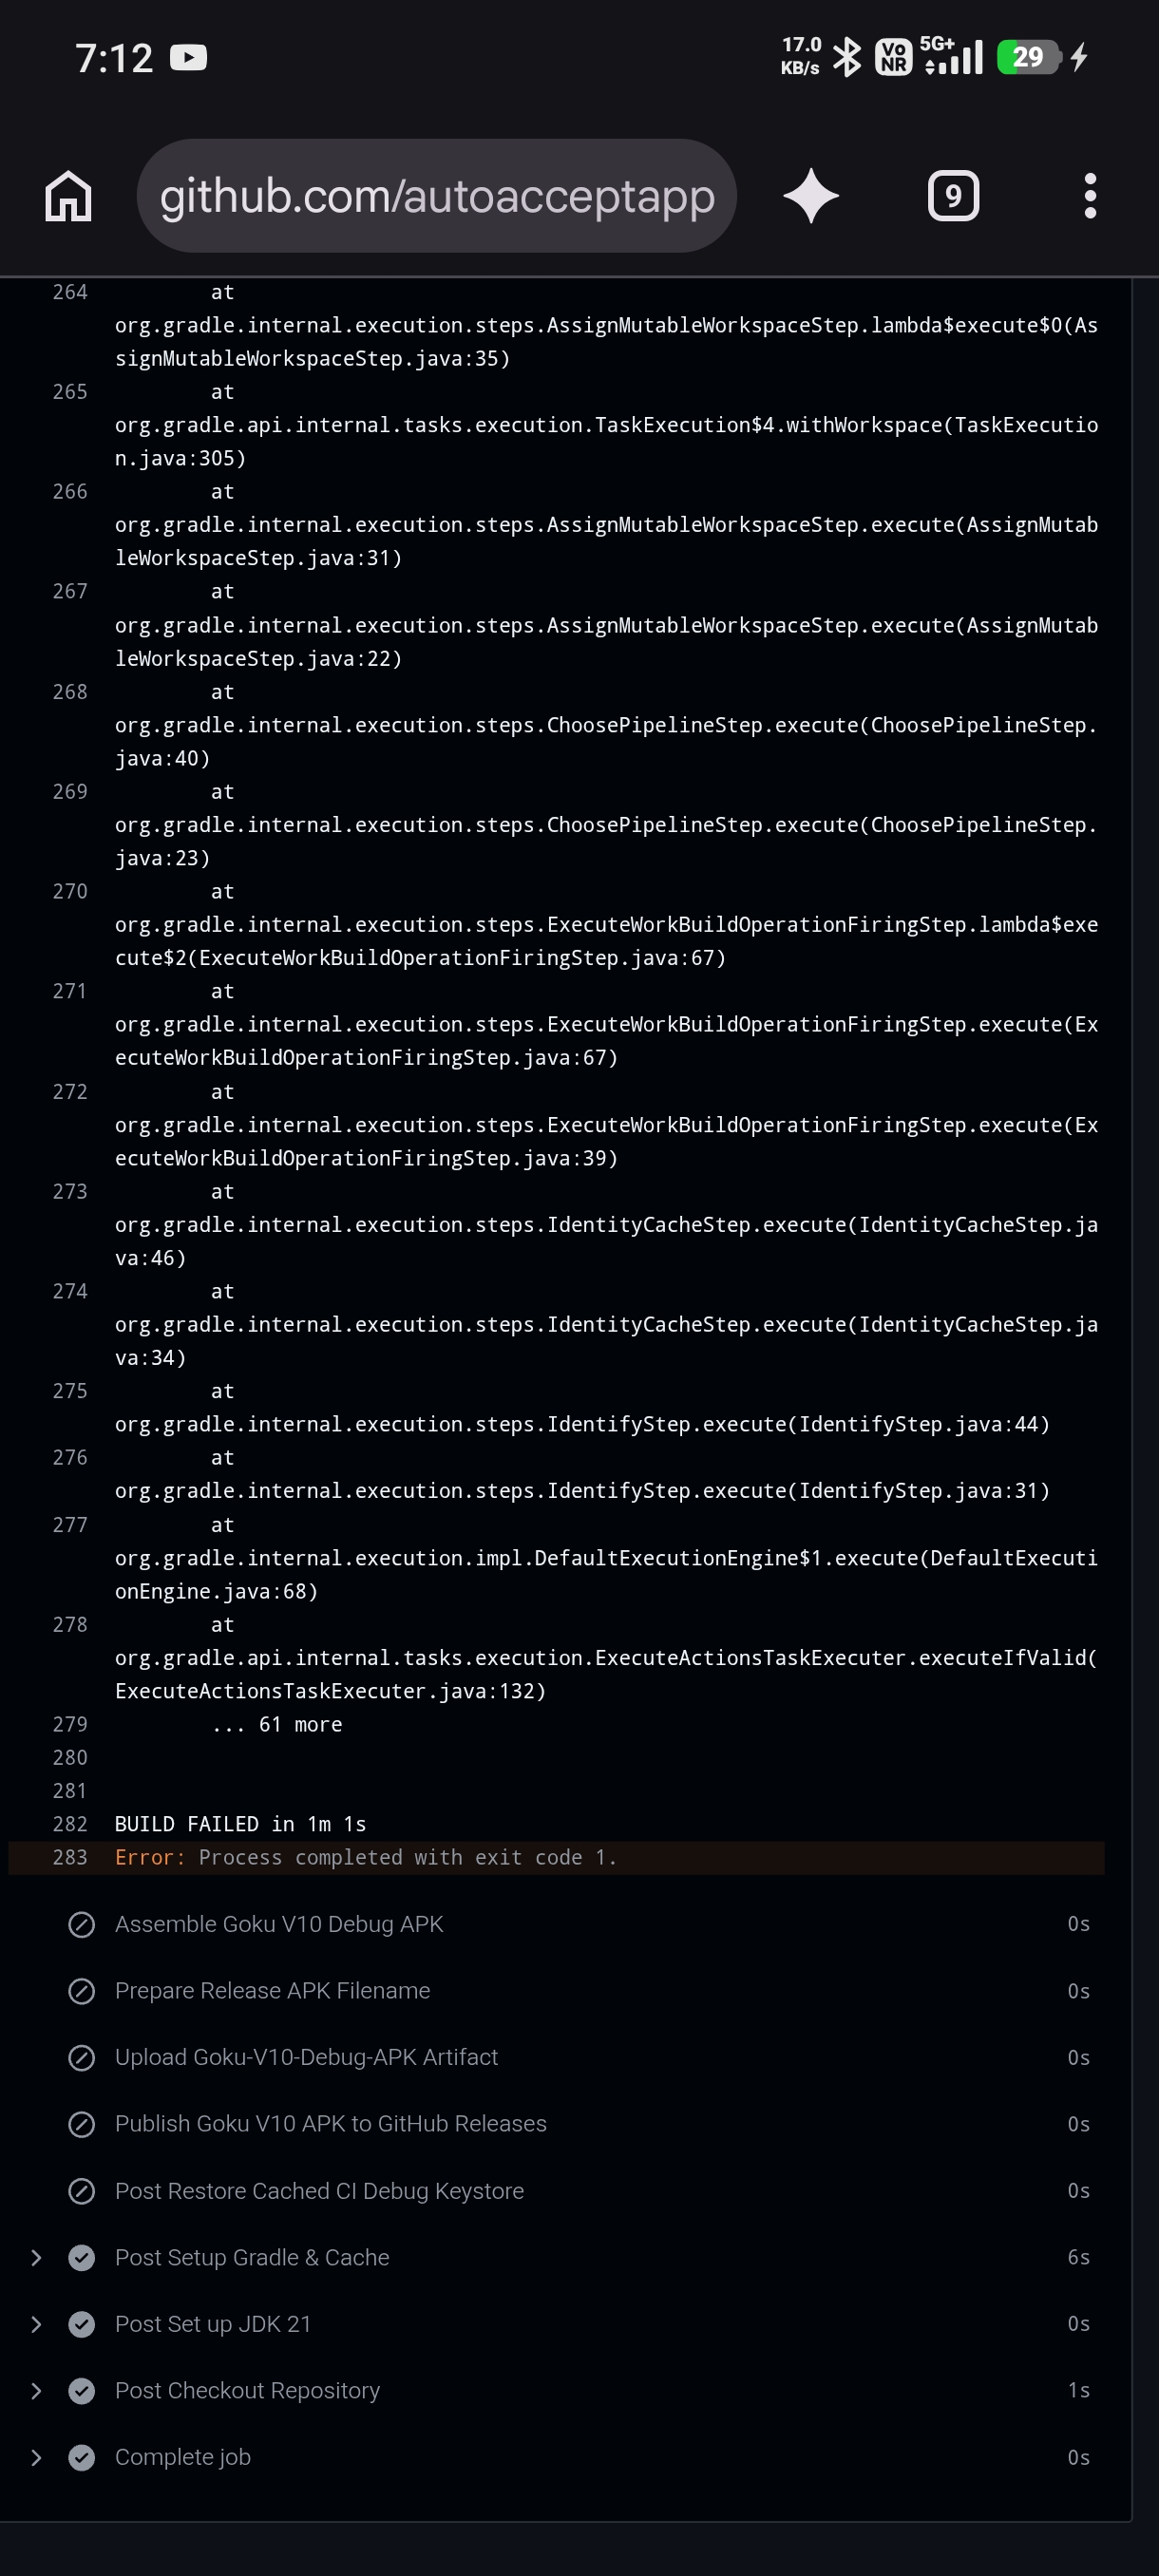 7:12
17.0
KB/s
Vo
NR
5G+
29
github.com/autoacceptapp
9
264 at
org.gradle.internal.execution.steps.AssignMutableWorkspaceStep.lambda$execute$0(As
signMutableWorkspaceStep.java:35)
265 at
org.gradle.api.internal.tasks.execution.TaskExecution$4.withWorkspace(TaskExecutio
n.java:305)
266 at
org.gradle.internal.execution.steps.AssignMutableWorkspaceStep.execute(AssignMutab
leWorkspaceStep.java:31)
267 at
org.gradle.internal.execution.steps.AssignMutableWorkspaceStep.execute(AssignMutab
leWorkspaceStep.java:22)
268 at
org.gradle.internal.execution.steps.ChoosePipelineStep.execute(ChoosePipelineStep.
java:40)
269 at
org.gradle.internal.execution.steps.ChoosePipelineStep.execute(ChoosePipelineStep.
java:23)
270 at
org.gradle.internal.execution.steps.ExecuteWorkBuildOperationFiringStep.lambda$exe
cute$2(ExecuteWorkBuildOperationFiringStep.java:67)
271 at
org.gradle.internal.execution.steps.ExecuteWorkBuildOperationFiringStep.execute(Ex
ecuteWorkBuildOperationFiringStep.java:67)
272 at
org.gradle.internal.execution.steps.ExecuteWorkBuildOperationFiringStep.execute(Ex
ecuteWorkBuildOperationFiringStep.java:39)
273 at
org.gradle.internal.execution.steps.IdentityCacheStep.execute(IdentityCacheStep.ja
va:46)
274 at
org.gradle.internal.execution.steps.IdentityCacheStep.execute(IdentityCacheStep.ja
va:34)
275 at
org.gradle.internal.execution.steps.IdentifyStep.execute(IdentifyStep.java:44)
276 at
org.gradle.internal.execution.steps.IdentifyStep.execute(IdentifyStep.java:31)
277 at
org.gradle.internal.execution.impl.DefaultExecutionEngine$1.execute(DefaultExecuti
onEngine.java:68)
278 at
org.gradle.api.internal.tasks.execution.ExecuteActionsTaskExecuter.executeIfValid(
ExecuteActionsTaskExecuter.java:132)
279 ... 61 more
280
281
282 BUILD FAILED in 1m 1s
283 Error: Process completed with exit code 1.
Assemble Goku V10 Debug APK 0s
Prepare Release APK Filename 0s
Upload Goku-V10-Debug-APK Artifact 0s
Publish Goku V10 APK to GitHub Releases 0s
Post Restore Cached CI Debug Keystore 0s
Post Setup Gradle & Cache 6s
Post Set up JDK 21 0s
Post Checkout Repository 1s
Complete job 0s